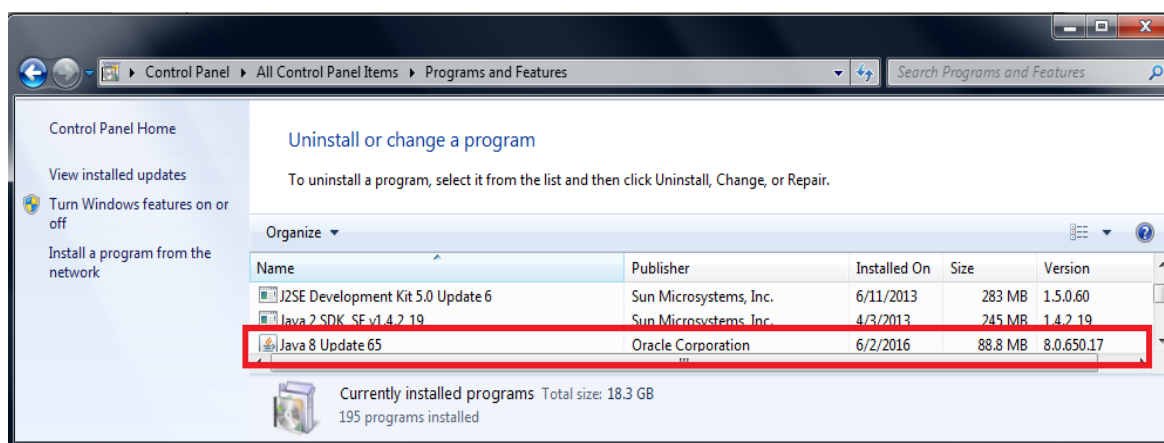 Control Panel ▸ All Control Panel Items ▸ Programs and Features
Search Programs and Features
Control Panel Home
View installed updates
Turn Windows features on or
off
Install a program from the
network
Uninstall or change a program
To uninstall a program, select it from the list and then click Uninstall, Change, or Repair.
Organize
Name Publisher Installed On Size Version
J2SE Development Kit 5.0 Update 6 Sun Microsystems, Inc. 6/11/2013 283 MB 1.5.0.60
Java 2 SDK, SE v1.4.2_19 Sun Microsystems, Inc. 4/3/2013 245 MB 1.4.2_19
Java 8 Update 65 Oracle Corporation 6/2/2016 88.8 MB 8.0.650.17
Currently installed programs Total size: 18.3 GB
195 programs installed